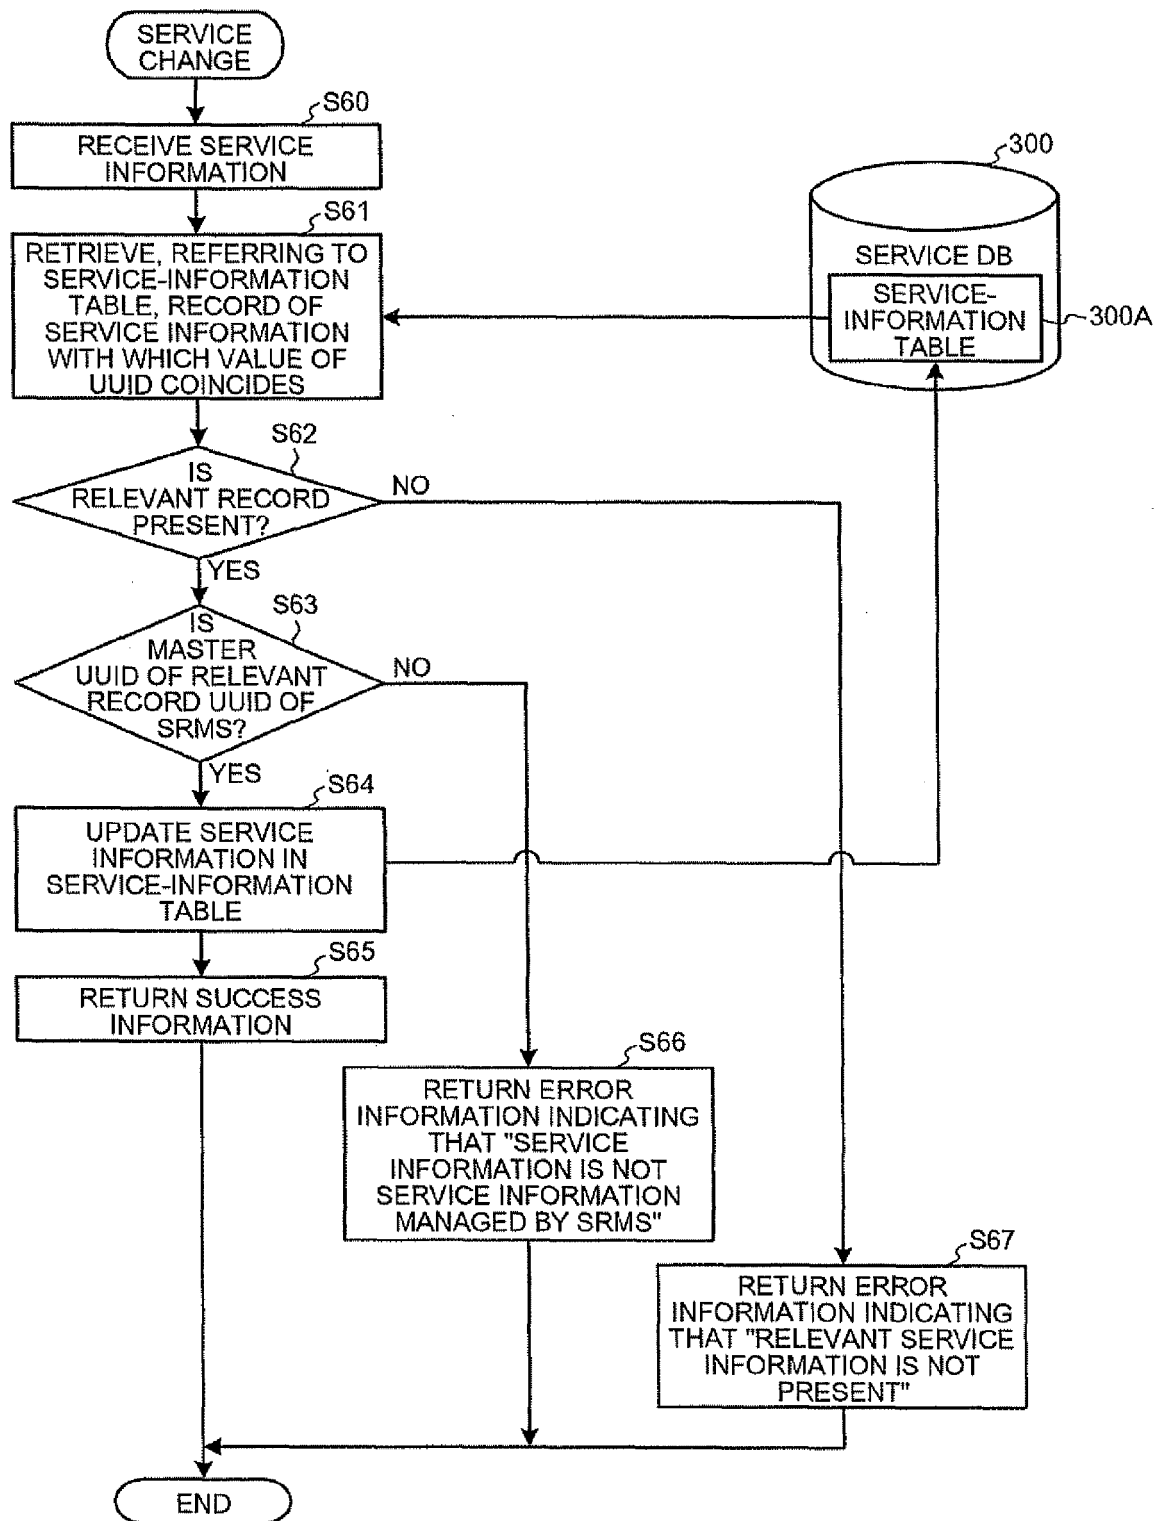 SERVICE
CHANGE
S60
RECEIVE SERVICE
INFORMATION
S61
RETRIEVE, REFERRING TO
SERVICE-INFORMATION
TABLE, RECORD OF
SERVICE INFORMATION
WITH WHICH VALUE OF
UUID COINCIDES
300
SERVICE DB
SERVICE-
INFORMATION
TABLE
300A
S62
IS
RELEVANT RECORD
PRESENT?
NO
YES
S63
IS
MASTER
UUID OF RELEVANT
RECORD UUID OF
SRMS?
NO
YES
S64
UPDATE SERVICE
INFORMATION IN
SERVICE-INFORMATION
TABLE
S65
RETURN SUCCESS
INFORMATION
S66
RETURN ERROR
INFORMATION INDICATING
THAT "SERVICE
INFORMATION IS NOT
SERVICE INFORMATION
MANAGED BY SRMS"
S67
RETURN ERROR
INFORMATION INDICATING
THAT "RELEVANT SERVICE
INFORMATION IS NOT
PRESENT"
END